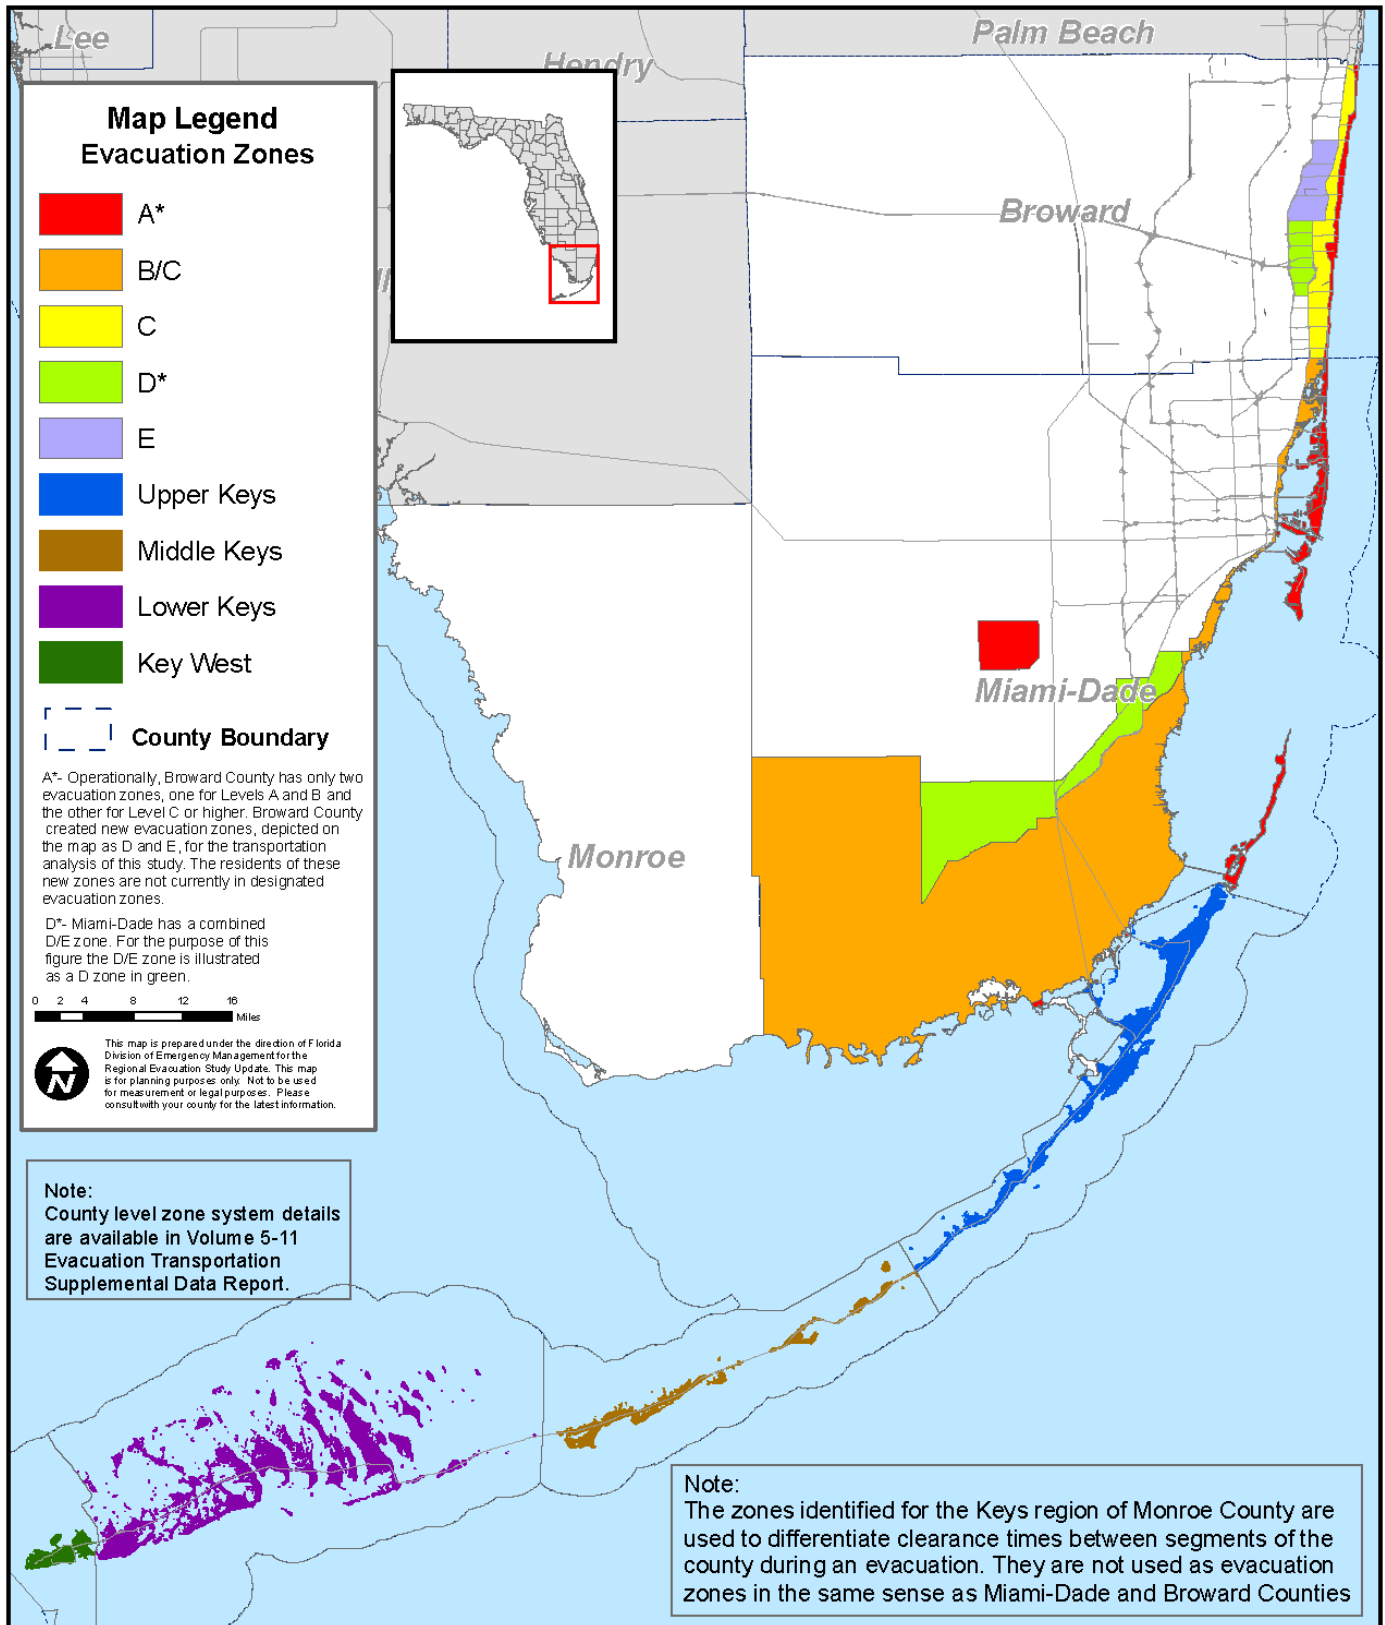 Lee
Palm Beach
Hendry
Map Legend
Evacuation Zones
A*
B/C
C
D*
E
Upper Keys
Middle Keys
Lower Keys
Key West
County Boundary
A*- Operationally, Broward County has only two
evacuation zones, one for Levels A and B and
the other for Level C or higher. Broward County
created new evacuation zones, depicted on
the map as D and E, for the transportation
analysis of this study. The residents of these
new zones are not currently in designated
evacuation zones.
D*- Miami-Dade has a combined
D/E zone. For the purpose of this
figure the D/E zone is illustrated
as a D zone in green.
0 2 4 8 12 16
Miles
N
This map is prepared under the direction of Florida
Division of Emergency Management for the
Regional Evacuation Study Update. This map
is for planning purposes only. Not to be used
for measurement or legal purposes. Please
consult with your county for the latest information.
Broward
Miami-Dade
Monroe
Note:
County level zone system details
are available in Volume 5-11
Evacuation Transportation
Supplemental Data Report.
Note:
The zones identified for the Keys region of Monroe County are
used to differentiate clearance times between segments of the
county during an evacuation. They are not used as evacuation
zones in the same sense as Miami-Dade and Broward Counties